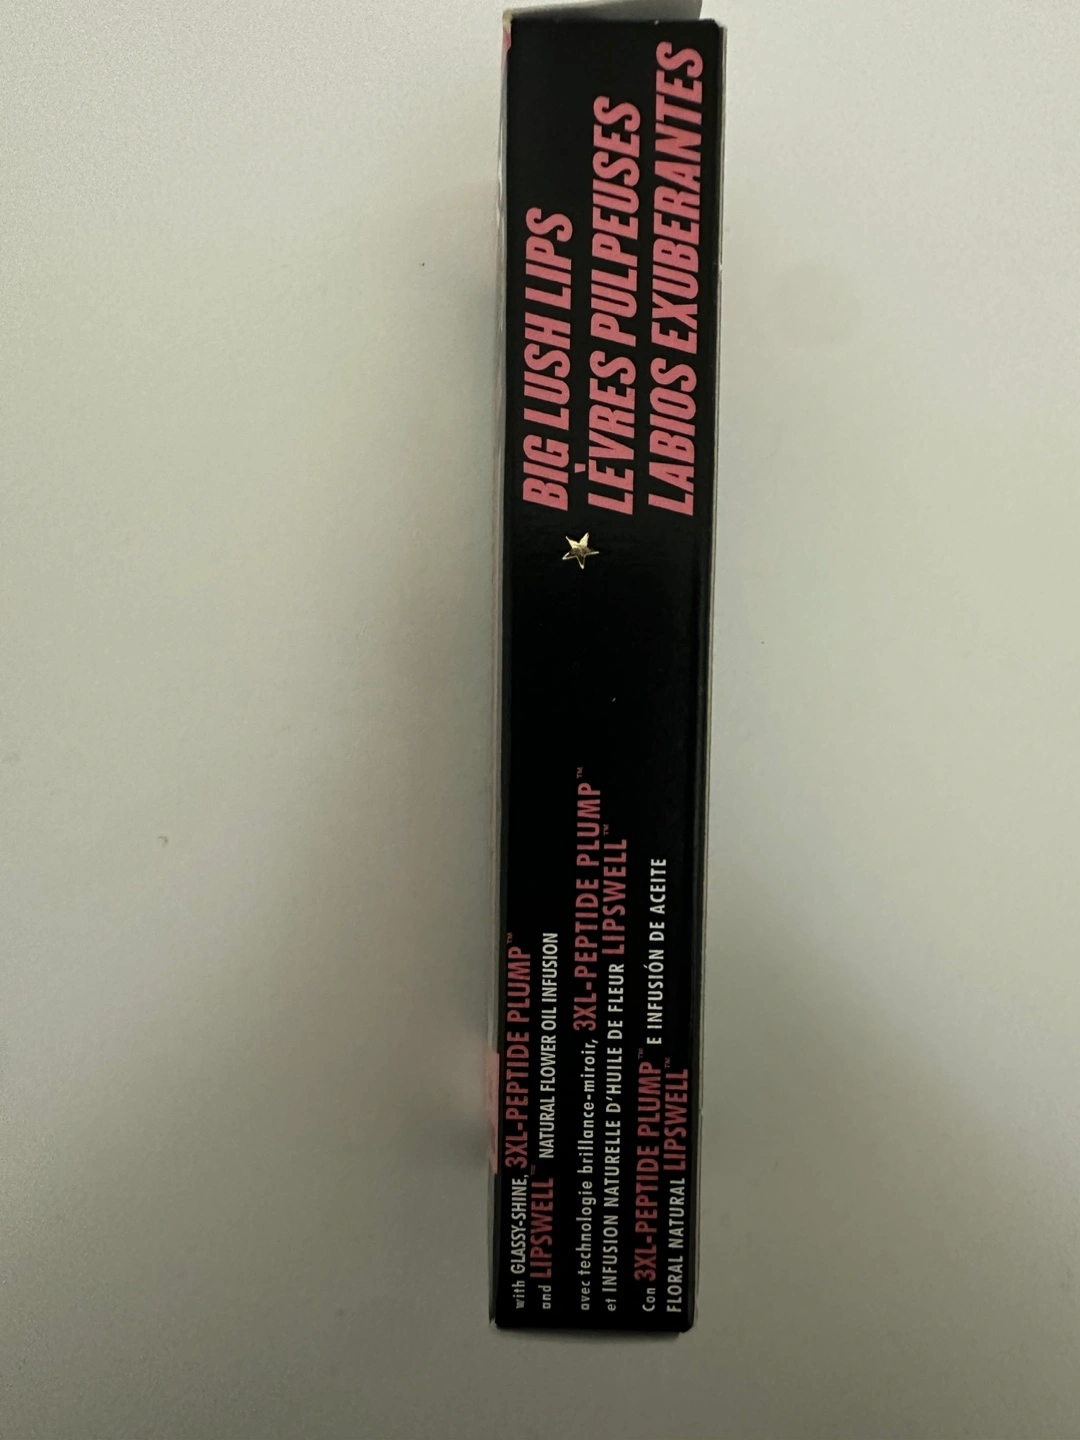 BIG LUSH LIPS
LÈVRES PULPEUSES
LABIOS EXUBERANTES
with GLASSY-SHINE, 3XL-PEPTIDE PLUMP™
and LIPSWELL™ NATURAL FLOWER OIL INFUSION
avec technologie brillance-miroir, 3XL-PEPTIDE PLUMP™
et INFUSION NATURELLE D'HUILE DE FLEUR LIPSWELL™
Con 3XL-PEPTIDE PLUMP™ E INFUSIÓN DE ACEITE
FLORAL NATURAL LIPSWELL™